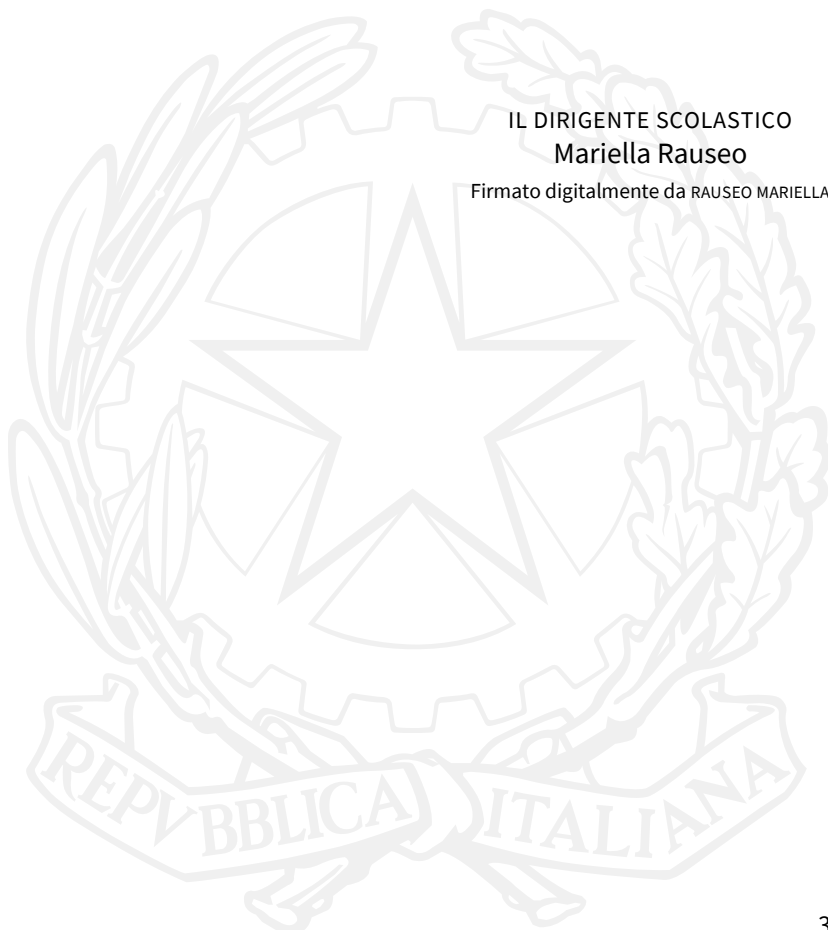 IL DIRIGENTE SCOLASTICO
Mariella Rauseo
Firmato digitalmente da RAUSEO MARIELLA
REPVBBLICA ITALIANA
3